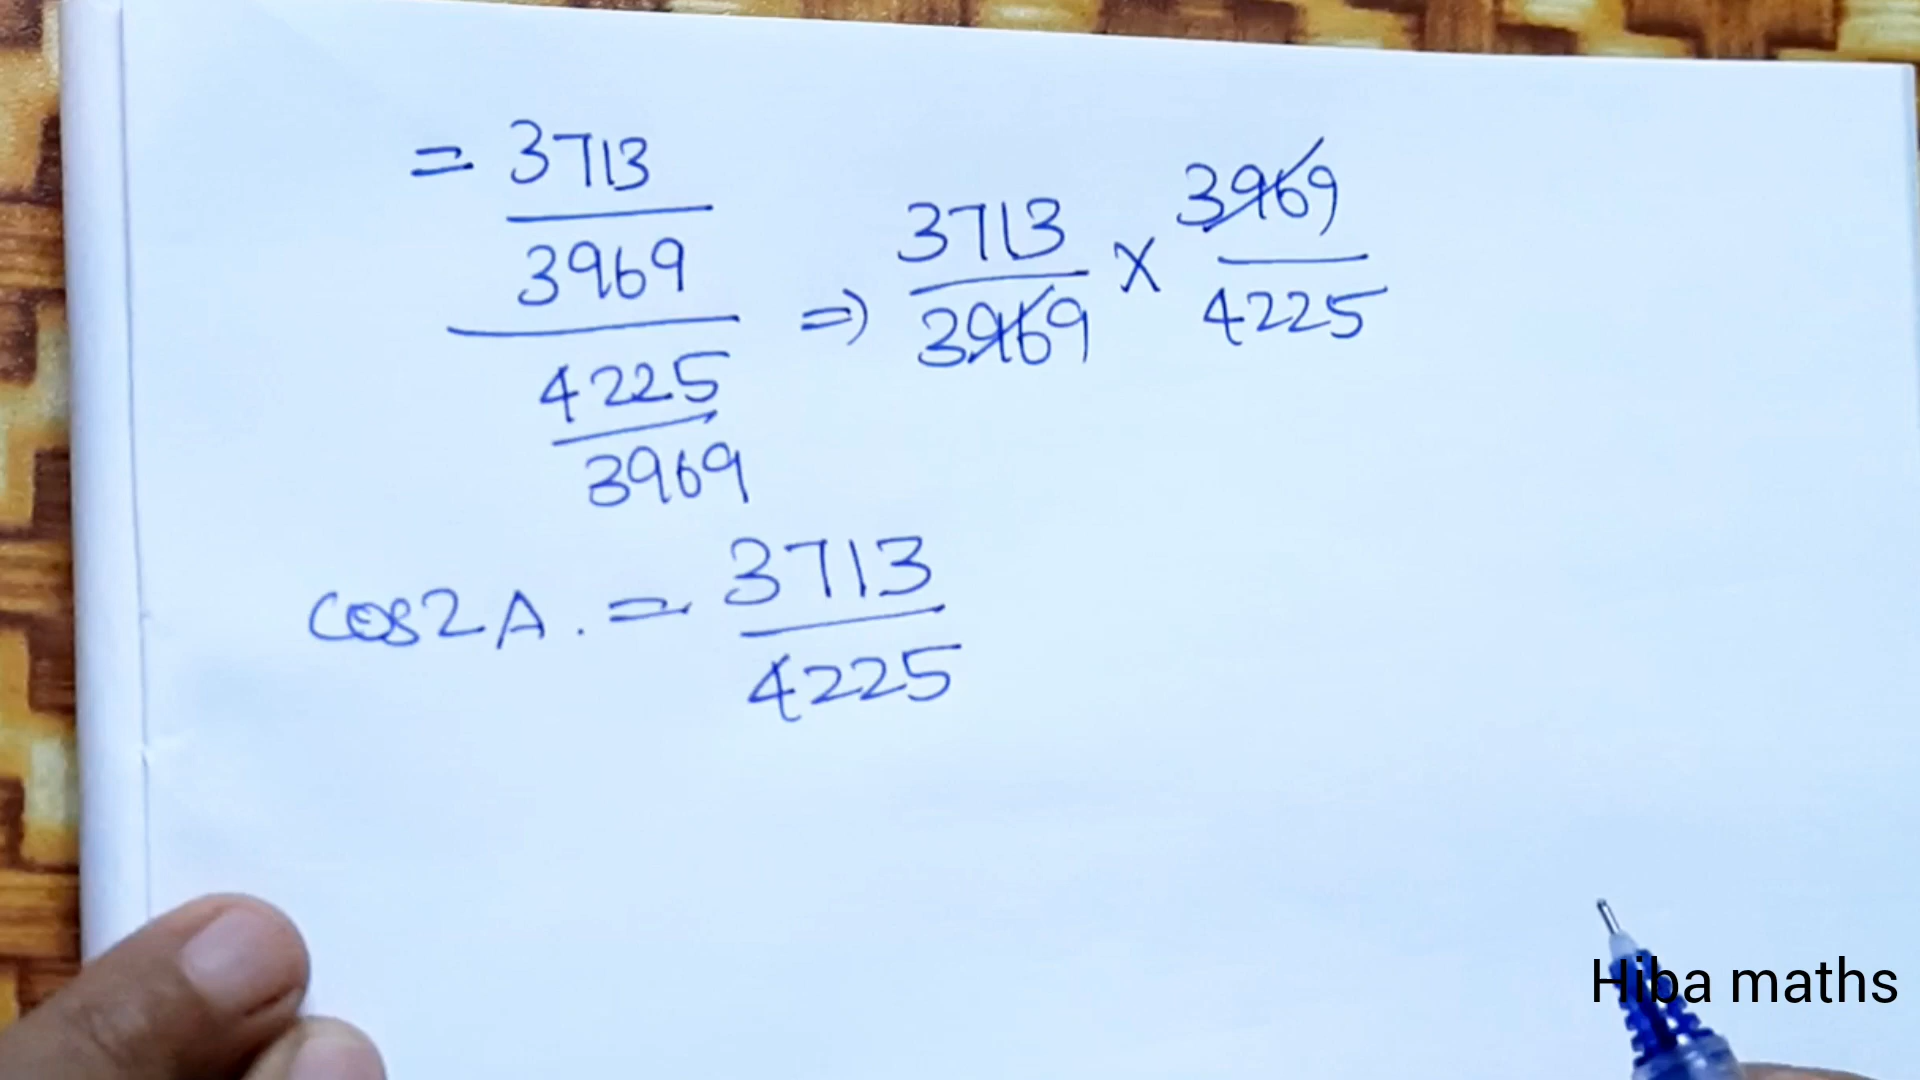 = 3713
3969
4225
3969
=> 3713 × 3969
3969 4225
cos2A. = 3713
4225
Hiba maths